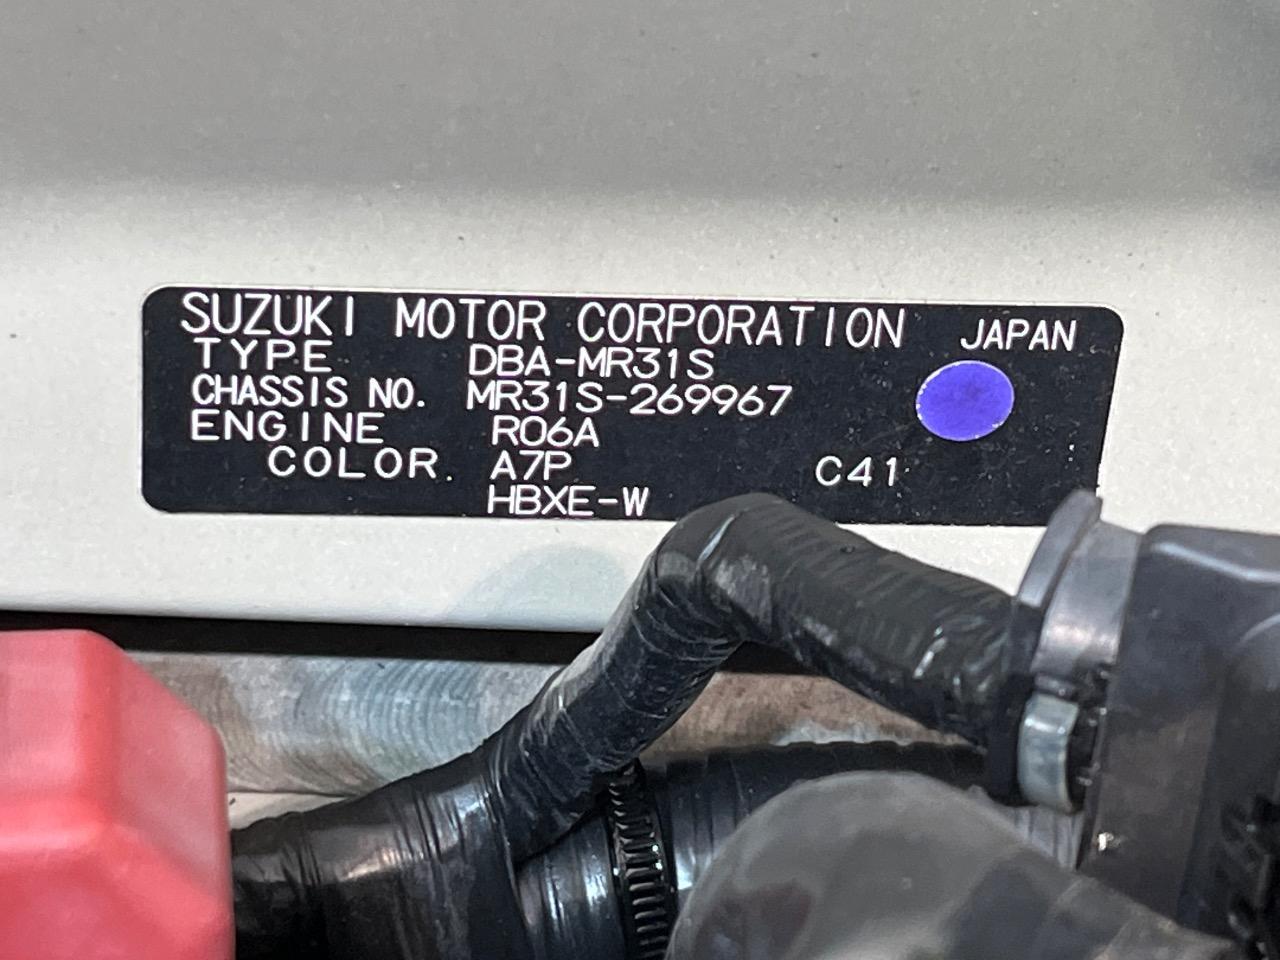 SUZUKI MOTOR CORPORATION JAPAN
TYPE DBA-MR31S
CHASSIS NO. MR31S-269967
ENGINE R06A
COLOR. A7P C41
HBXE-W